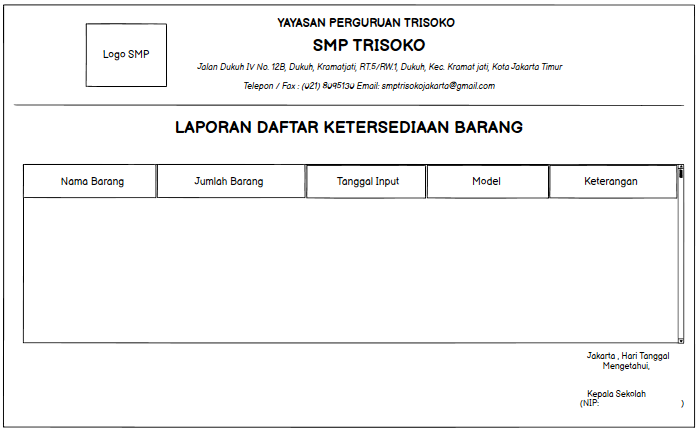 YAYASAN PERGURUAN TRISOKO
Logo SMP
SMP TRISOKO
Jalan Dukuh IV No. 12B, Dukuh, Kramatjati, RT.5/RW.1, Dukuh, Kec. Kramat jati, Kota Jakarta Timur
Telepon / Fax : (021) 8095130 Email: smptrisokojakarta@gmail.com
LAPORAN DAFTAR KETERSEDIAAN BARANG
Nama Barang Jumlah Barang Tanggal Input Model Keterangan
Jakarta , Hari Tanggal
Mengetahui,
Kepala Sekolah
(NIP: )